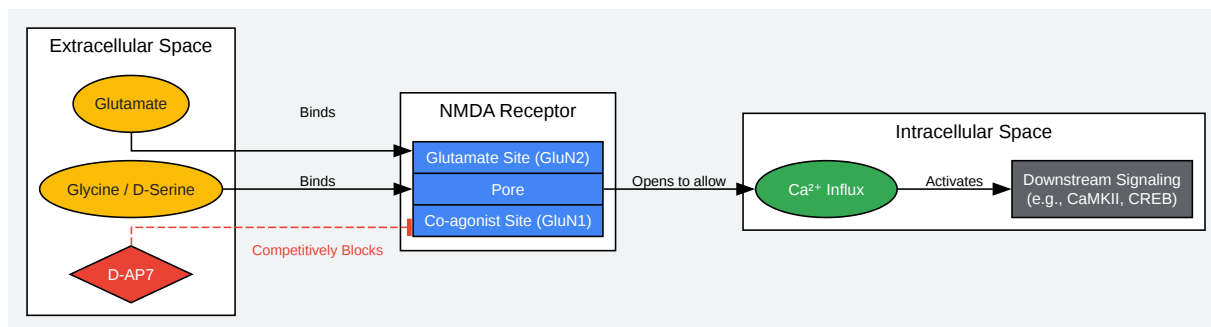 Extracellular Space
Glutamate
Glycine / D-Serine
D-AP7
Binds
Binds
Competitively Blocks
NMDA Receptor
Glutamate Site (GluN2)
Pore
Co-agonist Site (GluN1)
Opens to allow
Intracellular Space
Ca²⁺ Influx
Activates
Downstream Signaling
(e.g., CaMKII, CREB)